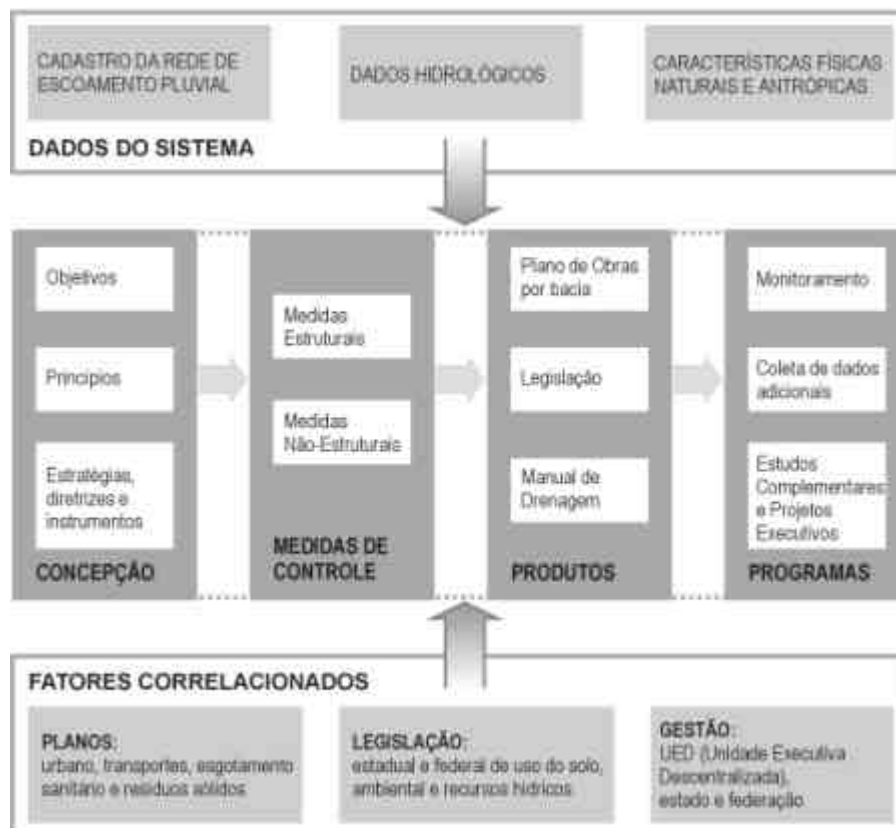 CADASTRO DA REDE DE
ESCOAMENTO PLUVIAL
DADOS HIDROLÓGICOS
CARACTERÍSTICAS FÍSICAS
NATURAIS E ANTRÓPICAS
DADOS DO SISTEMA
Objetivos
Princípios
Estratégias,
diretrizes e
instrumentos
CONCEPÇÃO
Medidas
Estruturais
Medidas
Não-Estruturais
MEDIDAS DE
CONTROLE
Plano de Obras
por bacia
Legislação
Manual de
Drenagem
PRODUTOS
Monitoramento
Coleta de dados
adicionais
Estudos
Complementares
e Projetos
Executivos
PROGRAMAS
FATORES CORRELACIONADOS
PLANOS:
urbano, transportes, esgotamento
sanitário e resíduos sólidos
LEGISLAÇÃO:
estadual e federal de uso do solo,
ambiental e recursos hídricos
GESTÃO:
UED (Unidade Executiva
Descentralizada),
estado e federação